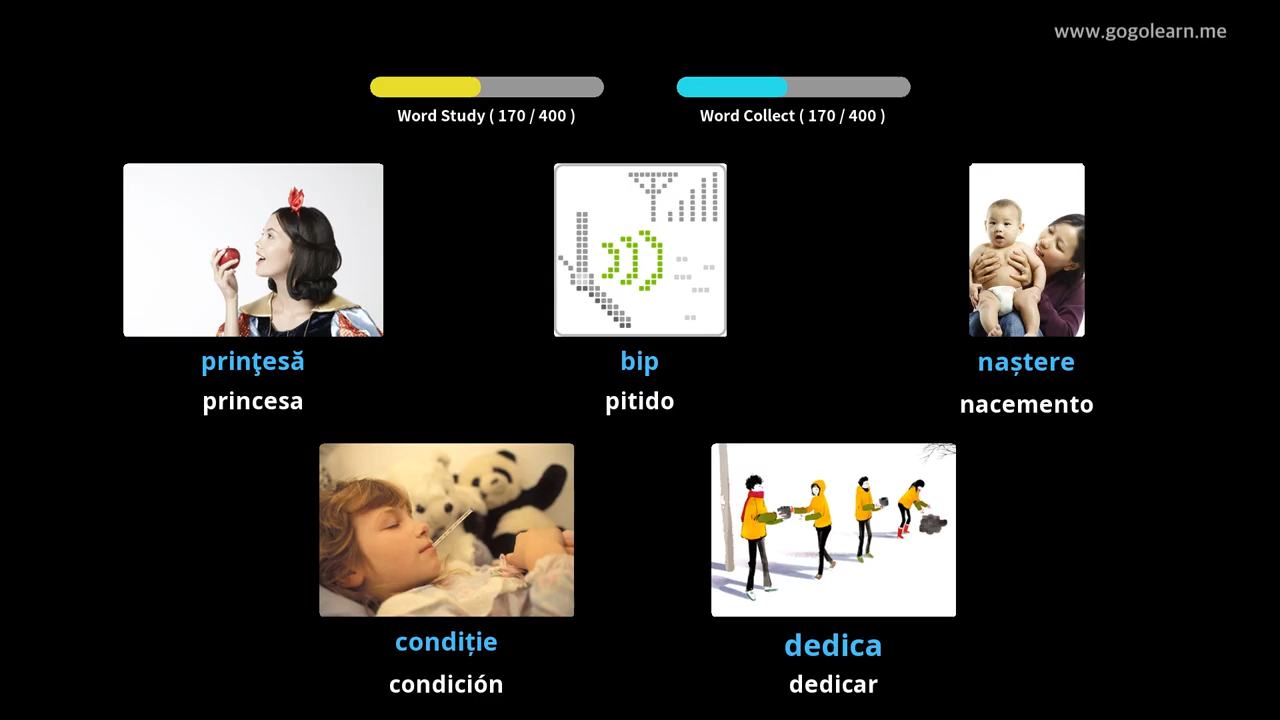 www.gogolearn.me
Word Study ( 170 / 400 )
Word Collect ( 170 / 400 )
prinţesă
bip
naștere
princesa
pitido
nacemento
condiție
dedica
condición
dedicar